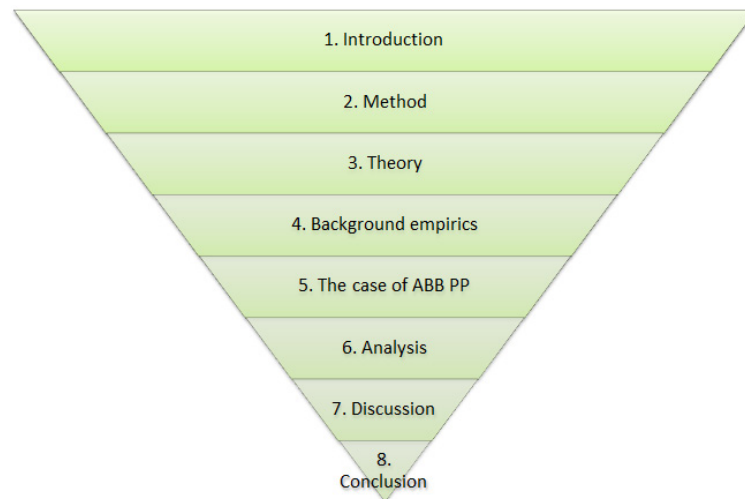 1. Introduction
2. Method
3. Theory
4. Background empirics
5. The case of ABB PP
6. Analysis
7. Discussion
8.
Conclusion